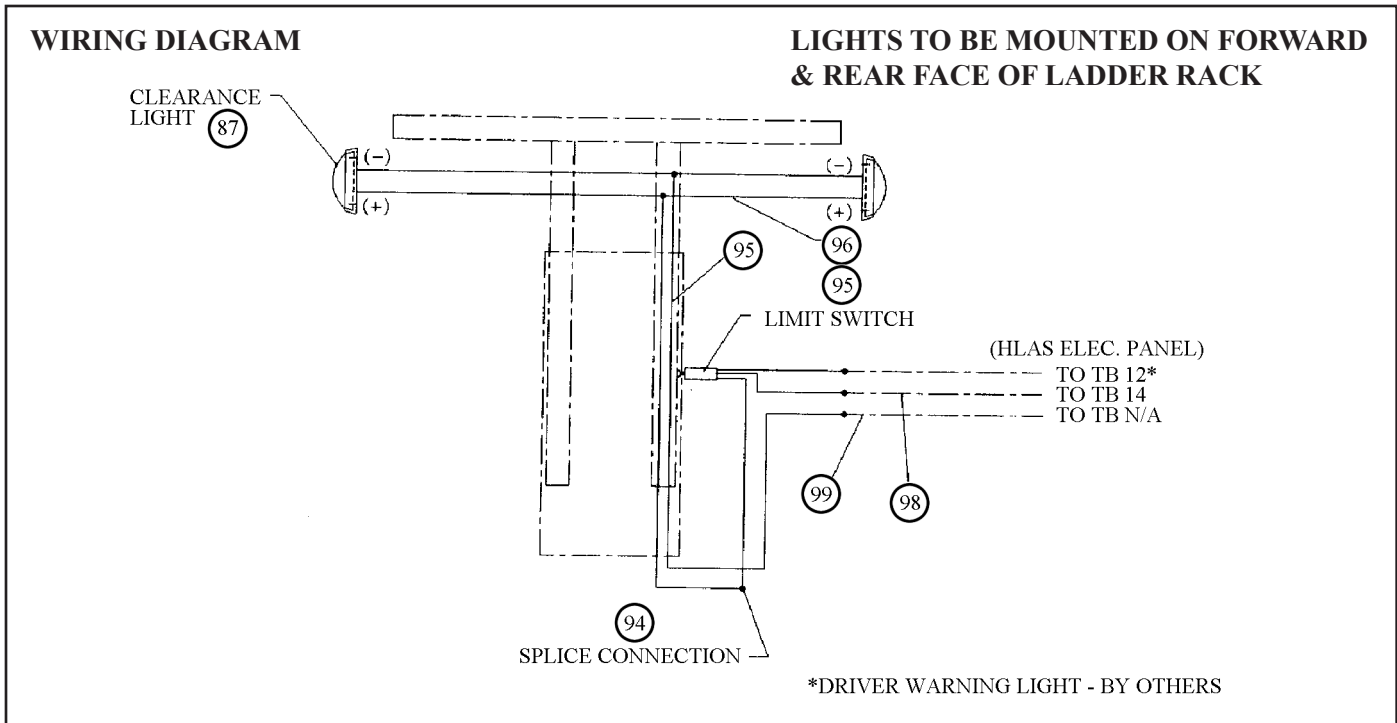 WIRING DIAGRAM
LIGHTS TO BE MOUNTED ON FORWARD
& REAR FACE OF LADDER RACK
CLEARANCE
LIGHT 87
(-)
(-)
(+)
(+)
95
96
95
LIMIT SWITCH
(HLAS ELEC. PANEL)
TO TB 12*
TO TB 14
TO TB N/A
99
98
94
SPLICE CONNECTION
*DRIVER WARNING LIGHT - BY OTHERS